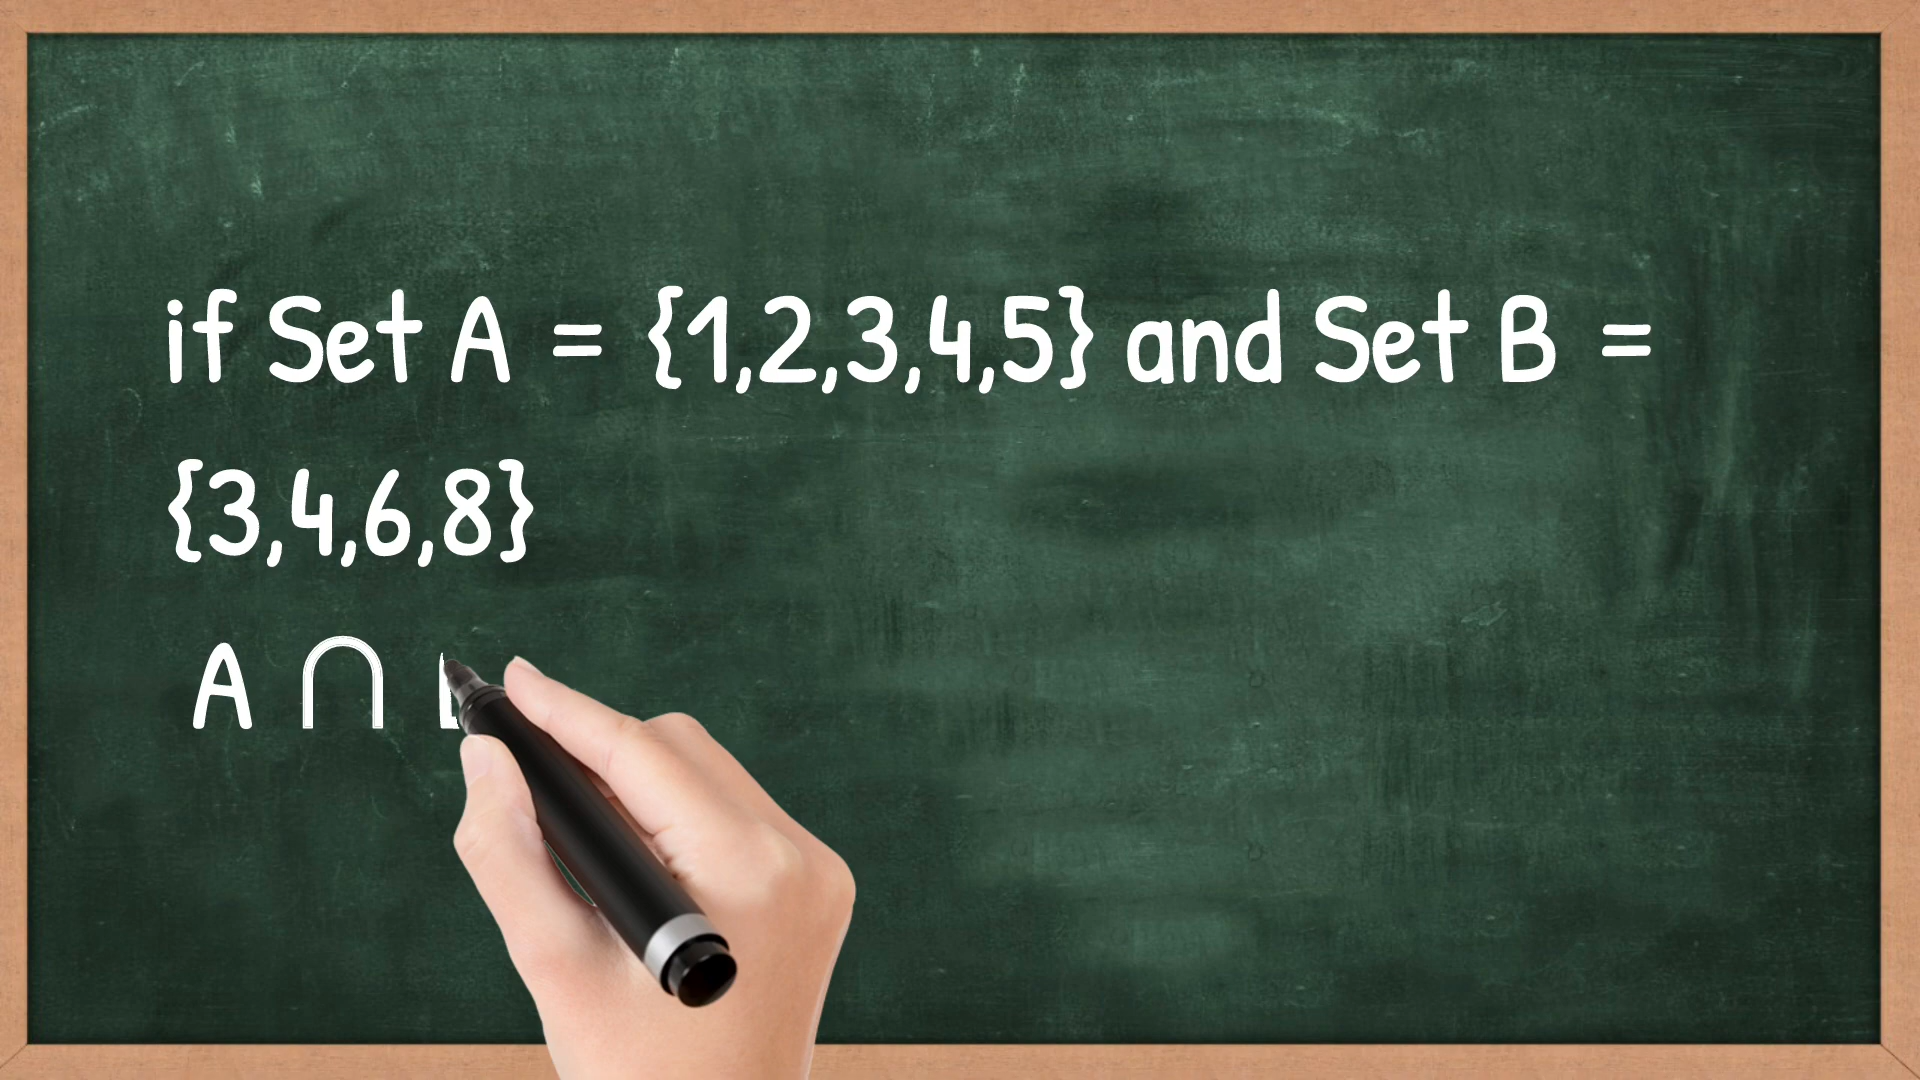 if Set A = {1,2,3,4,5} and Set B =
{3,4,6,8}
A ∩